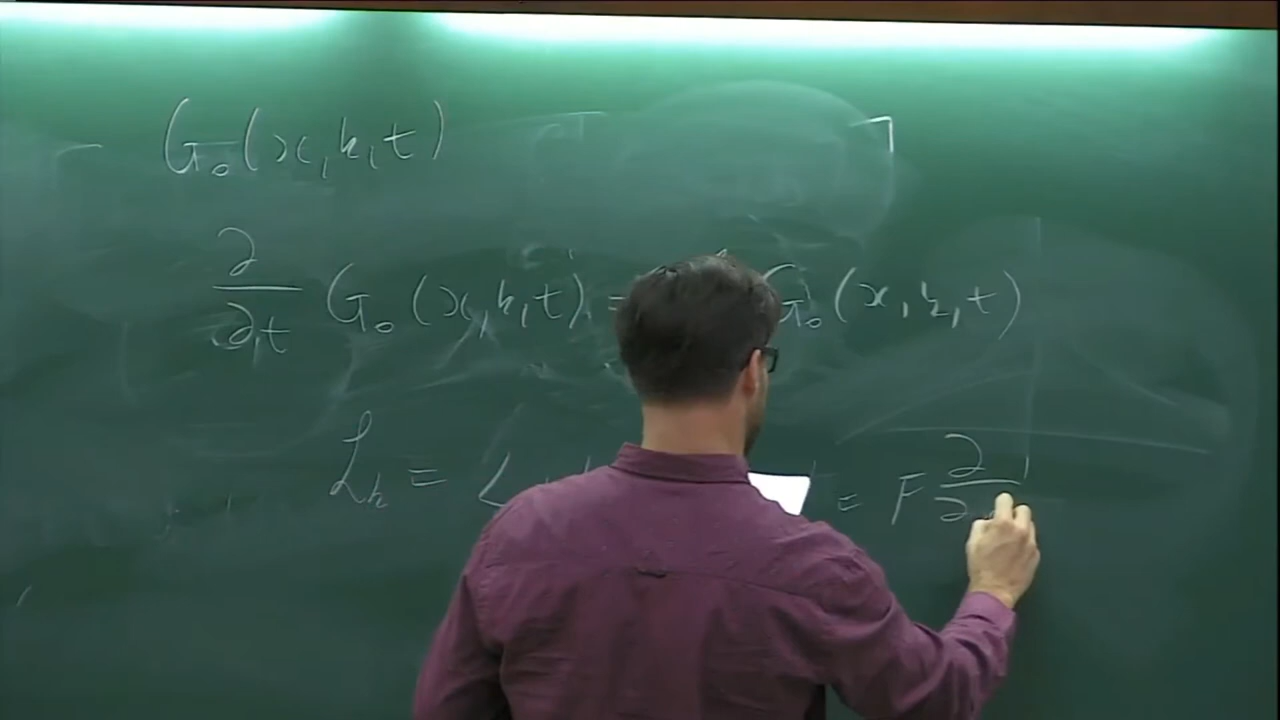 G₀(x,k,t)
∂/∂t G₀(x,k,t) = G₀(x,k,t)
ℒₖ = L = F ∂/∂